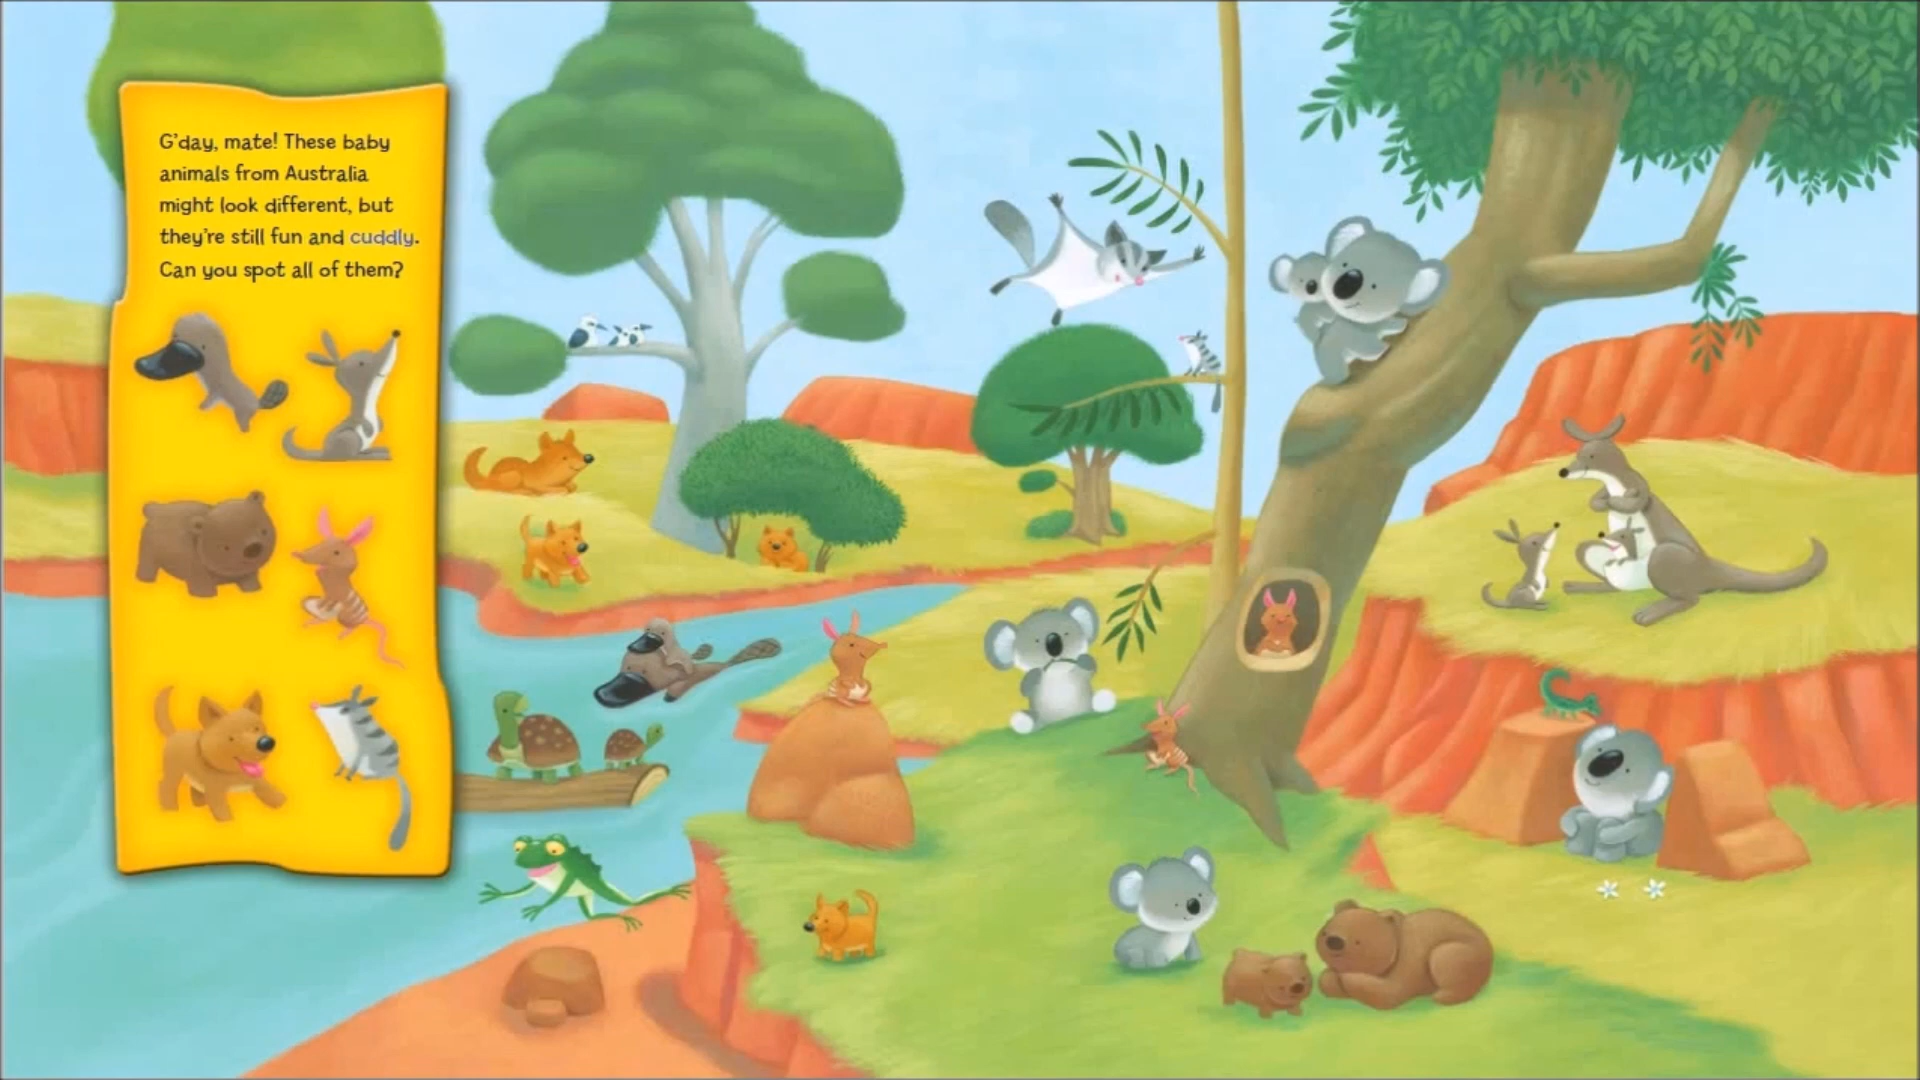 G'day, mate! These baby
animals from Australia
might look different, but
they're still fun and cuddly.
Can you spot all of them?